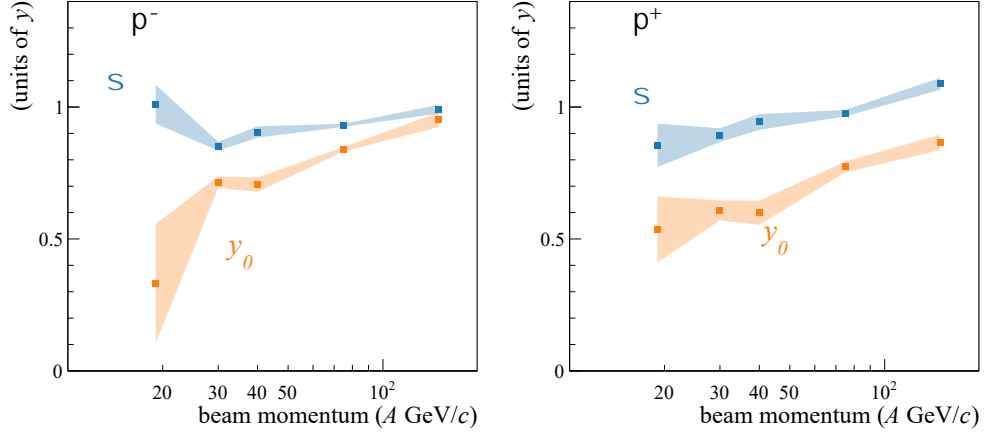 p⁻
(units of y)
s
1
0.5
y₀
0
20 30 40 50 10²
beam momentum (A GeV/c)
p⁺
(units of y)
s
1
0.5
y₀
0
20 30 40 50 10²
beam momentum (A GeV/c)